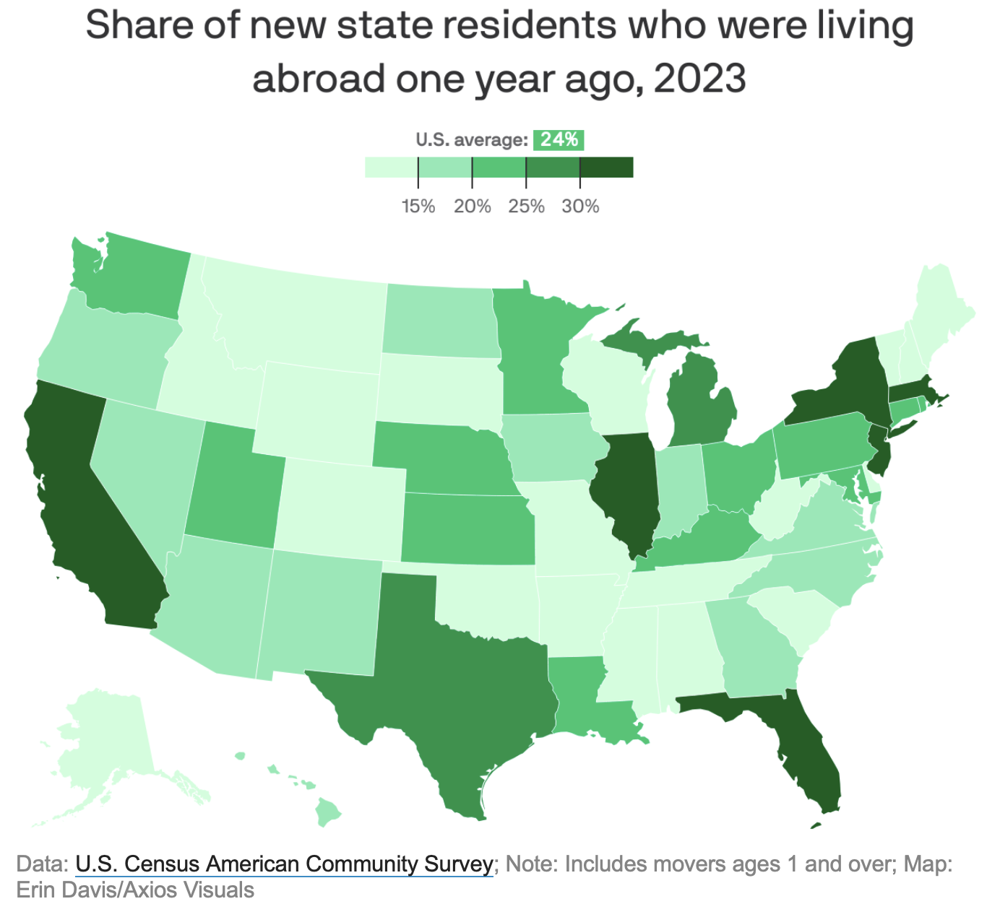 Share of new state residents who were living
abroad one year ago, 2023
U.S. average: 24%
15% 20% 25% 30%
Data: U.S. Census American Community Survey; Note: Includes movers ages 1 and over; Map:
Erin Davis/Axios Visuals